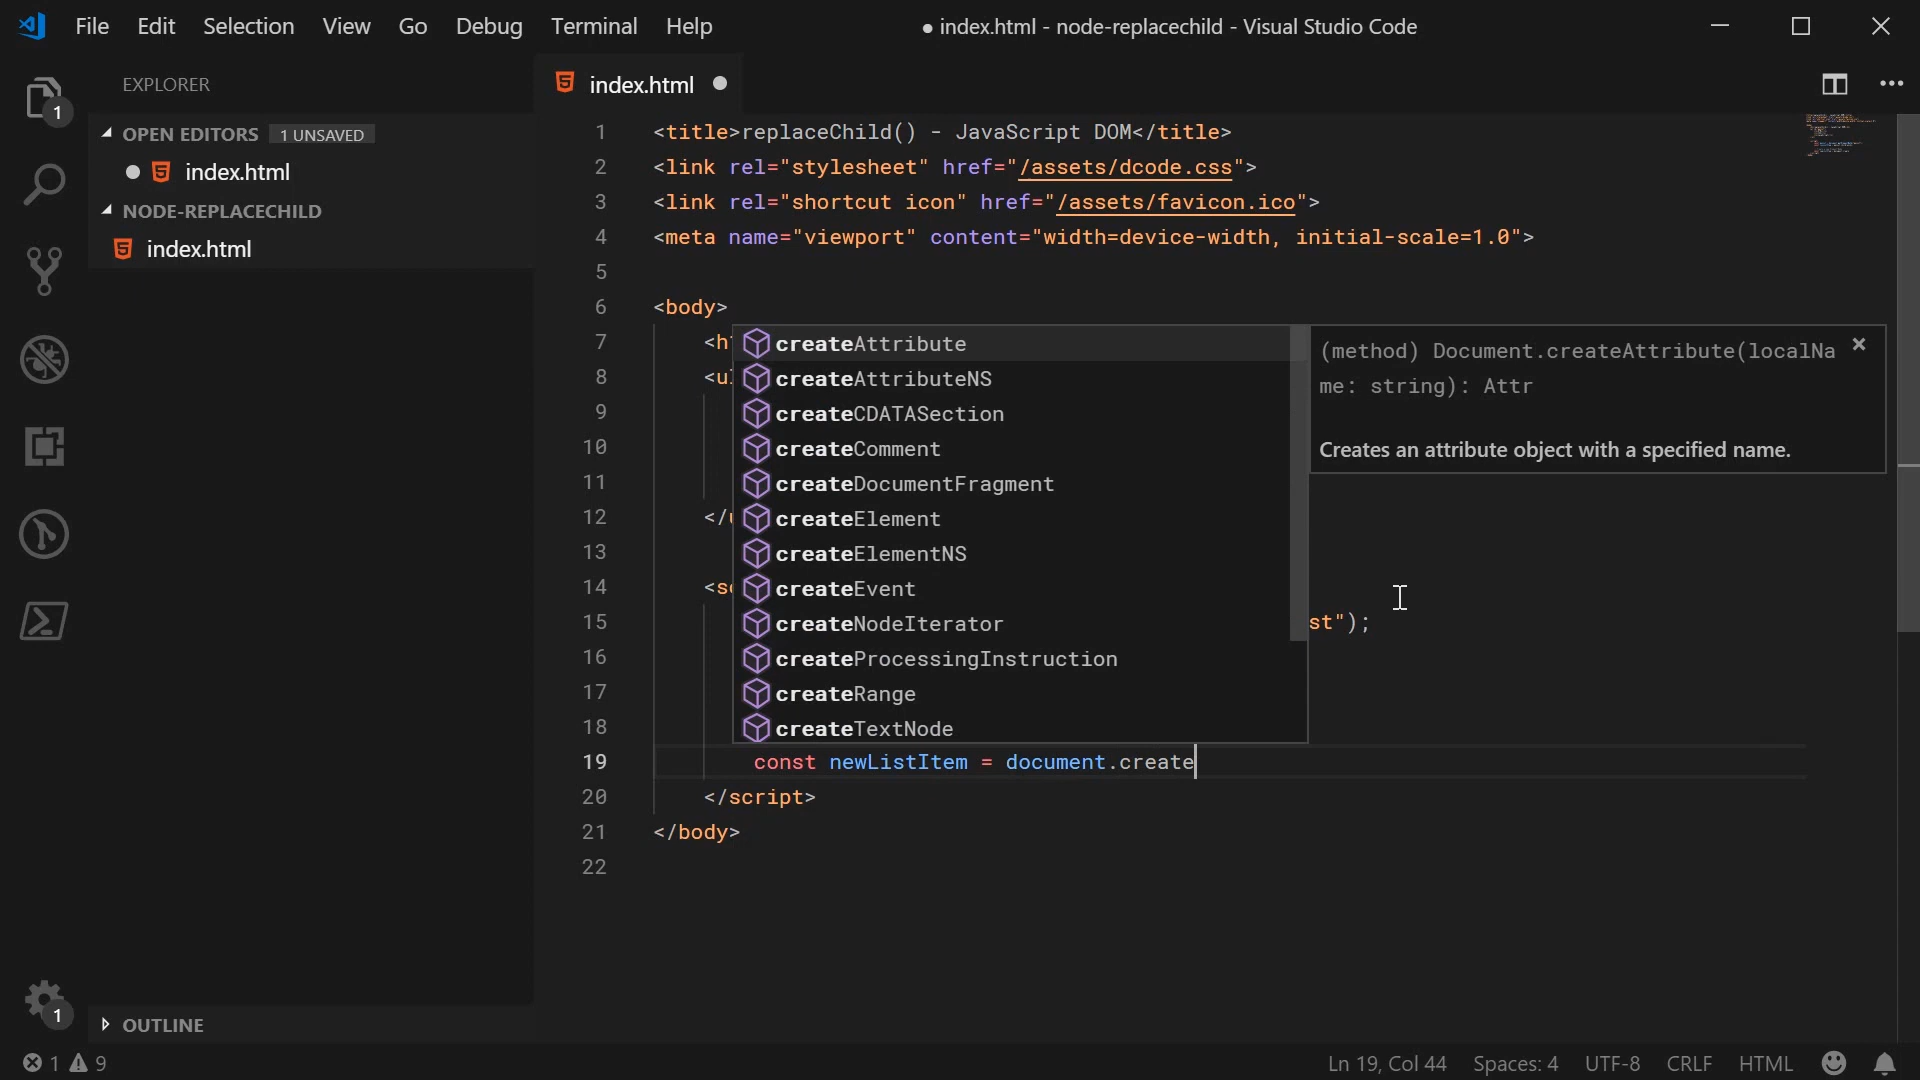 File Edit Selection View Go Debug Terminal Help
● index.html - node-replacechild - Visual Studio Code
1
EXPLORER
OPEN EDITORS 1 UNSAVED
index.html
NODE-REPLACECHILD
index.html
OUTLINE
1
index.html
1 <title>replaceChild() - JavaScript DOM</title>
2 <link rel="stylesheet" href="/assets/dcode.css">
3 <link rel="shortcut icon" href="/assets/favicon.ico">
4 <meta name="viewport" content="width=device-width, initial-scale=1.0">
5
6 <body>
7 <h
8 <ul
9
10
11
12 </u
13
14 <s
15 st");
16
17
18
19 const newListItem = document.create
20 </script>
21 </body>
22
createAttribute
createAttributeNS
createCDATASection
createComment
createDocumentFragment
createElement
createElementNS
createEvent
createNodeIterator
createProcessingInstruction
createRange
createTextNode
(method) Document.createAttribute(localNa
me: string): Attr
Creates an attribute object with a specified name.
1 9
Ln 19, Col 44 Spaces: 4 UTF-8 CRLF HTML